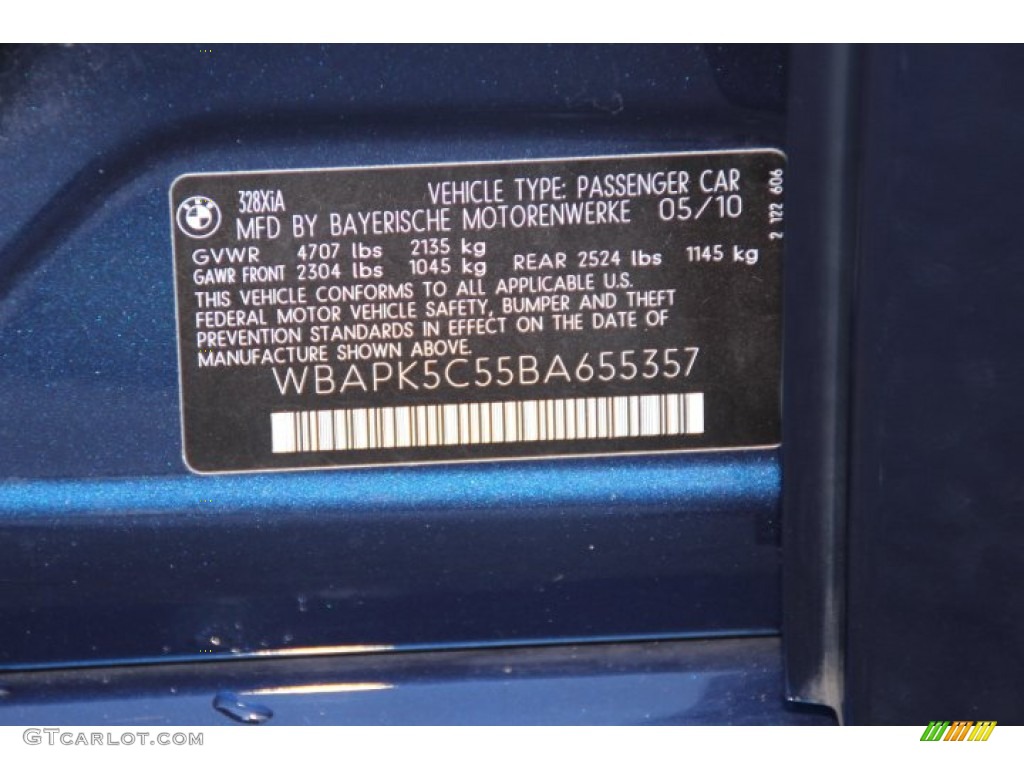 328XiA VEHICLE TYPE: PASSENGER CAR
MFD BY BAYERISCHE MOTORENWERKE 05/10
GVWR 4707 lbs 2135 kg
GAWR FRONT 2304 lbs 1045 kg REAR 2524 lbs 1145 kg
THIS VEHICLE CONFORMS TO ALL APPLICABLE U.S.
FEDERAL MOTOR VEHICLE SAFETY, BUMPER AND THEFT
PREVENTION STANDARDS IN EFFECT ON THE DATE OF
MANUFACTURE SHOWN ABOVE.
WBAPK5C55BA655357
2 122 606
GTCARLOT.COM